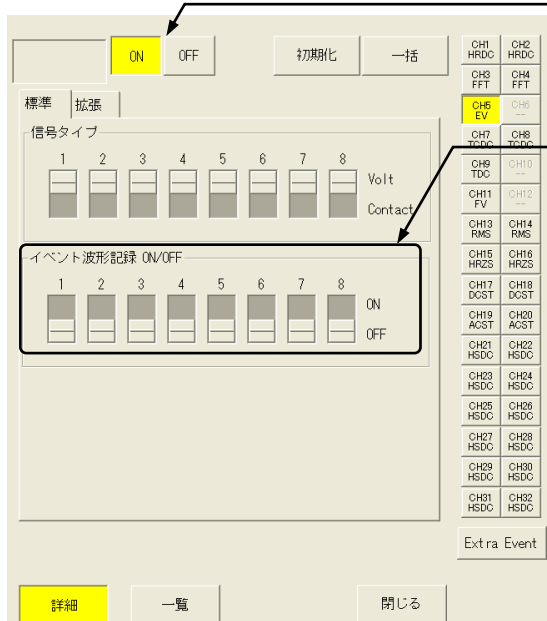 ON OFF 初期化 一括
標準 拡張
信号タイプ
1 2 3 4 5 6 7 8
Volt
Contact
イベント波形記録 ON/OFF
1 2 3 4 5 6 7 8
ON
OFF
CH1 HRDC CH2 HRDC
CH3 FFT CH4 FFT
CH5 EV CH6 --
CH7 TCDC CH8 TCDC
CH9 TDC CH10 --
CH11 FV CH12 --
CH13 RMS CH14 RMS
CH15 HRZS CH16 HRZS
CH17 DCST CH18 DCST
CH19 ACST CH20 ACST
CH21 HSDC CH22 HSDC
CH23 HSDC CH24 HSDC
CH25 HSDC CH26 HSDC
CH27 HSDC CH28 HSDC
CH29 HSDC CH30 HSDC
CH31 HSDC CH32 HSDC
Extra Event
詳細 一覧 閉じる